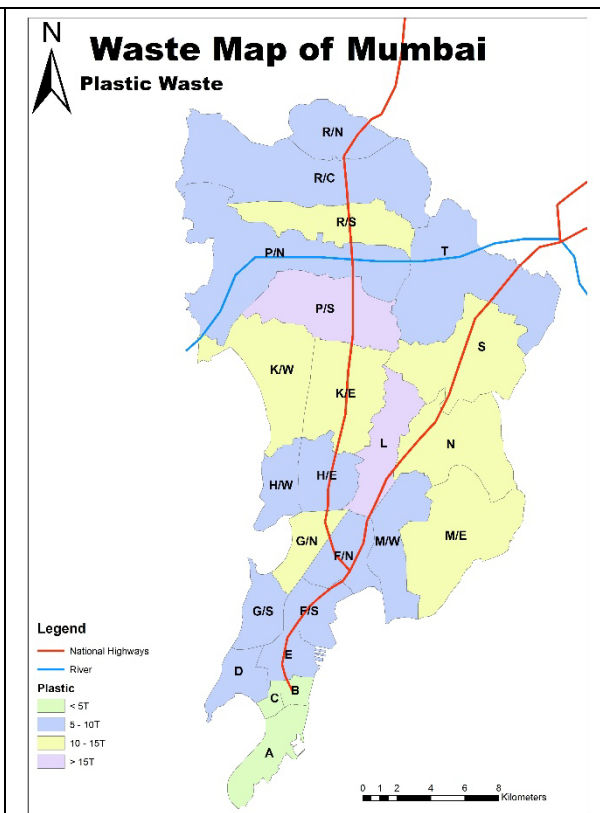 N
Waste Map of Mumbai
Plastic Waste
R/N
R/C
R/S
T
P/N
P/S
S
K/W
K/E
L
N
H/W
H/E
M/E
G/N
F/N
M/W
G/S
F/S
E
D
B
C
A
Legend
National Highways
River
Plastic
< 5T
5 - 10T
10 - 15T
> 15T
0 1 2 4 6 8
Kilometers